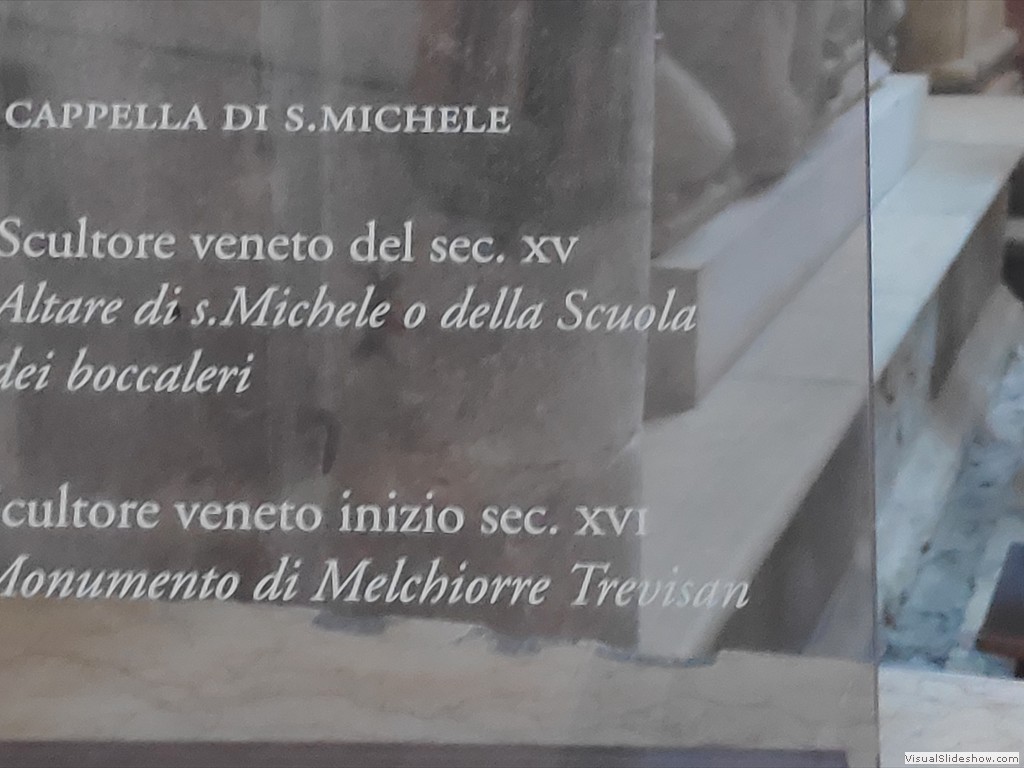 CAPPELLA DI S.MICHELE
Scultore veneto del sec. XV
Altare di s.Michele o della Scuola
dei boccaleri
cultore veneto inizio sec. XVI
Monumento di Melchiorre Trevisan
VisualSlideshow.com